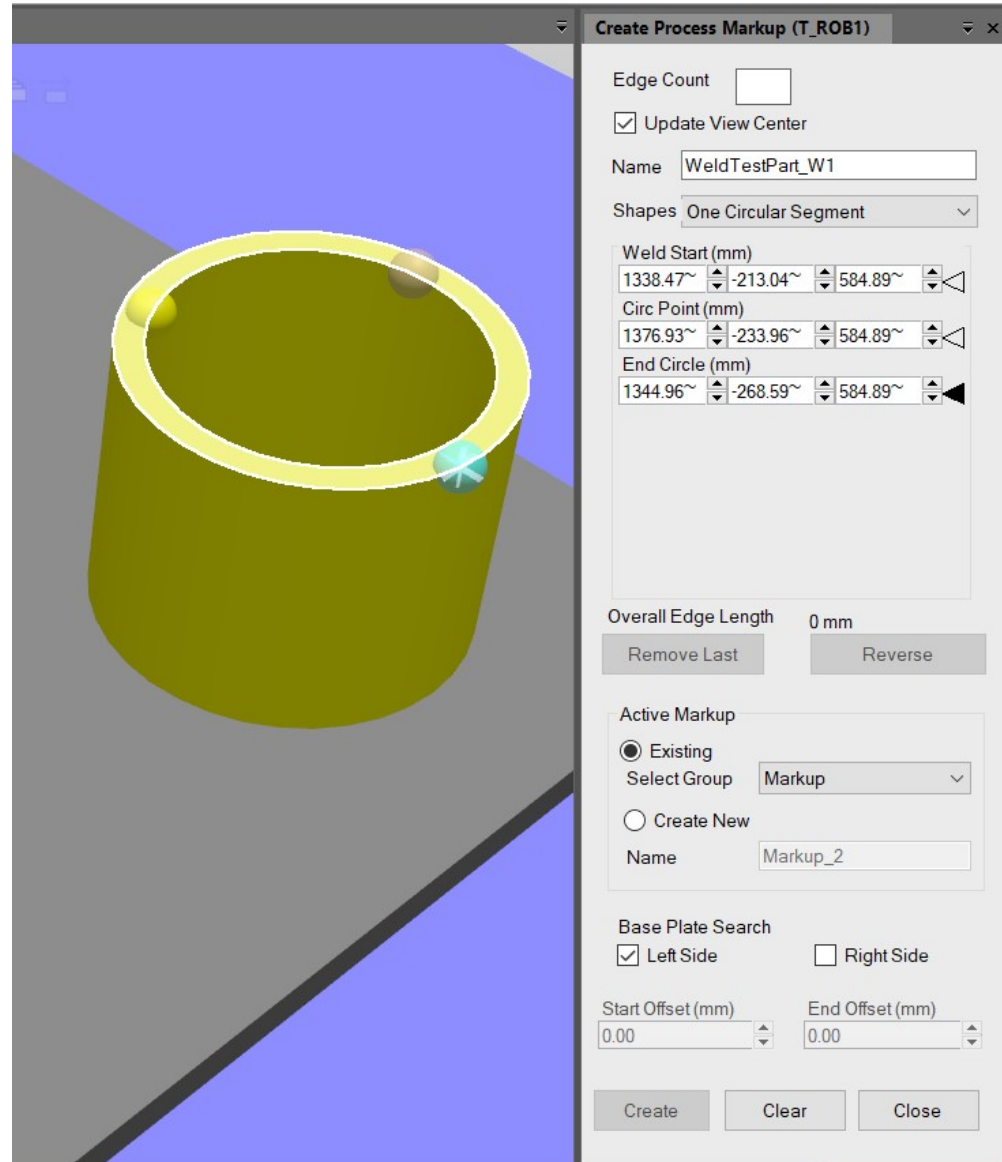 Create Process Markup (T_ROB1)
Edge Count
Update View Center
Name WeldTestPart_W1
Shapes One Circular Segment
Weld Start (mm)
1338.47~ -213.04~ 584.89~
Circ Point (mm)
1376.93~ -233.96~ 584.89~
End Circle (mm)
1344.96~ -268.59~ 584.89~
Overall Edge Length 0 mm
Remove Last Reverse
Active Markup
Existing
Select Group Markup
Create New
Name Markup_2
Base Plate Search
Left Side Right Side
Start Offset (mm) End Offset (mm)
0.00 0.00
Create Clear Close